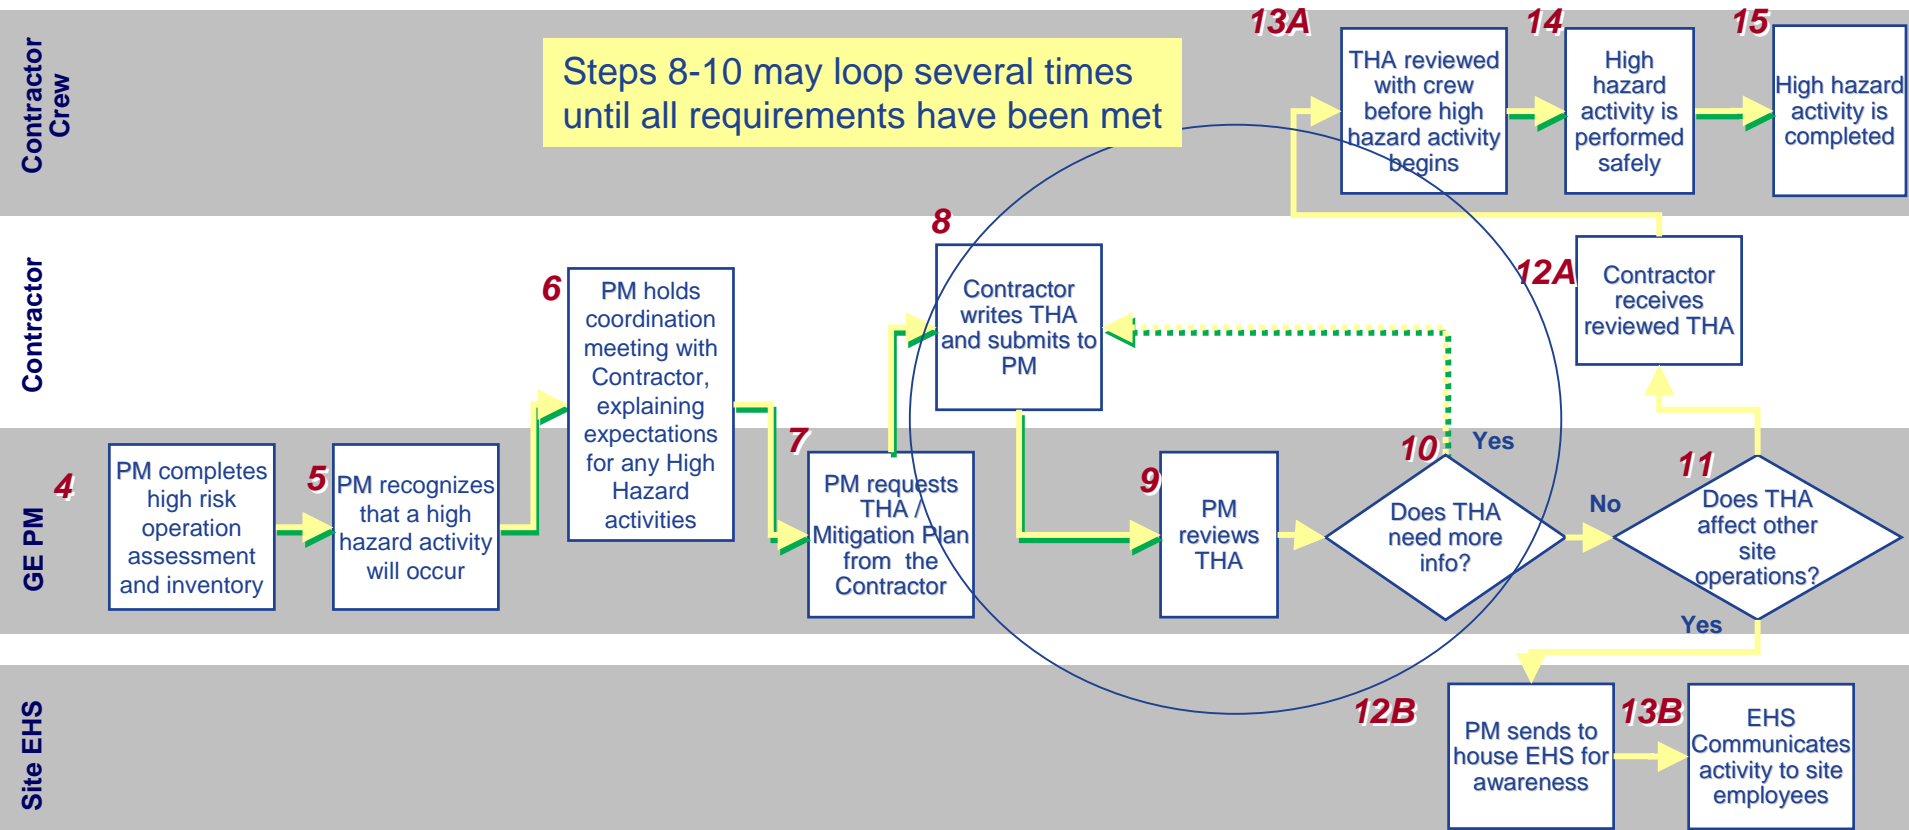 Contractor
Crew
Steps 8-10 may loop several times
until all requirements have been met
13A
THA reviewed
with crew
before high
hazard activity
begins
14
High
hazard
activity is
performed
safely
15
High hazard
activity is
completed
Contractor
6
PM holds
coordination
meeting with
Contractor,
explaining
expectations
for any High
Hazard
activities
8
Contractor
writes THA
and submits to
PM
12A
Contractor
receives
reviewed THA
GE PM
4
PM completes
high risk
operation
assessment
and inventory
5
PM recognizes
that a high
hazard activity
will occur
7
PM requests
THA /
Mitigation Plan
from the
Contractor
9
PM
reviews
THA
10
Yes
Does THA
need more
info?
No
11
Does THA
affect other
site
operations?
Yes
Site EHS
12B
PM sends to
house EHS for
awareness
13B
EHS
Communicates
activity to site
employees